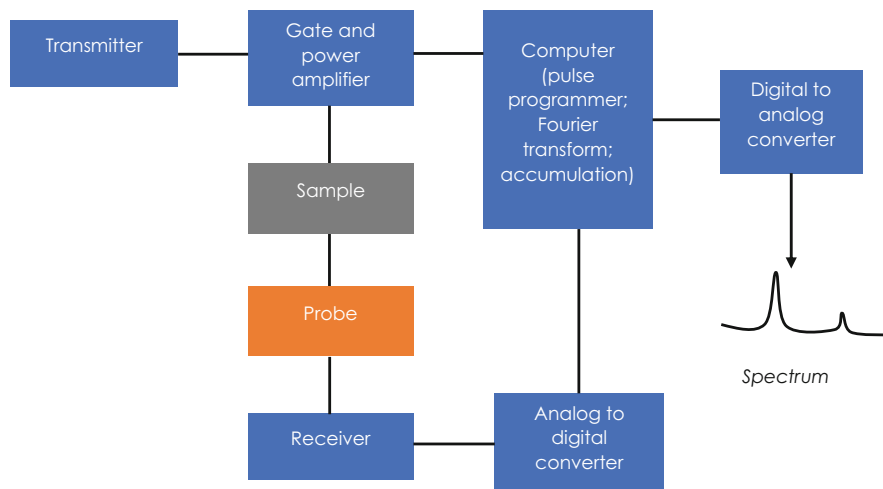 Transmitter
Gate and
power
amplifier
Computer
(pulse
programmer;
Fourier
transform;
accumulation)
Digital to
analog
converter
Sample
Probe
Spectrum
Receiver
Analog to
digital
converter